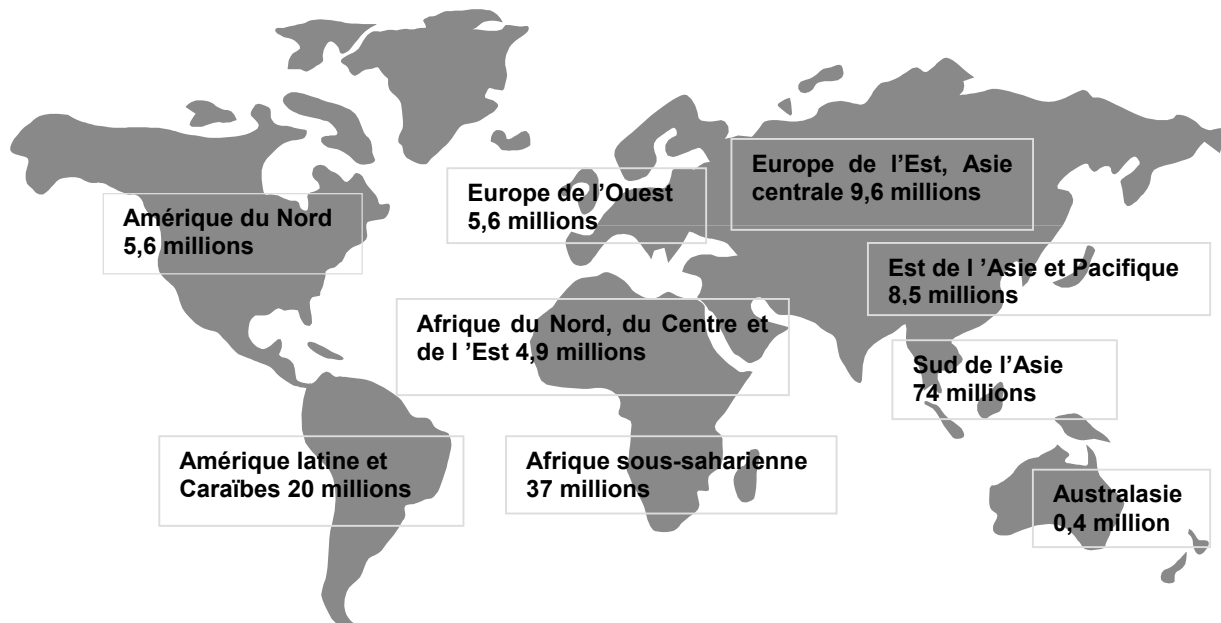 Europe de l’Est, Asie
centrale 9,6 millions
Europe de l’Ouest
5,6 millions
Amérique du Nord
5,6 millions
Est de l ’Asie et Pacifique
8,5 millions
Afrique du Nord, du Centre et
de l ’Est 4,9 millions
Sud de l’Asie
74 millions
Amérique latine et
Caraïbes 20 millions
Afrique sous-saharienne
37 millions
Australasie
0,4 million